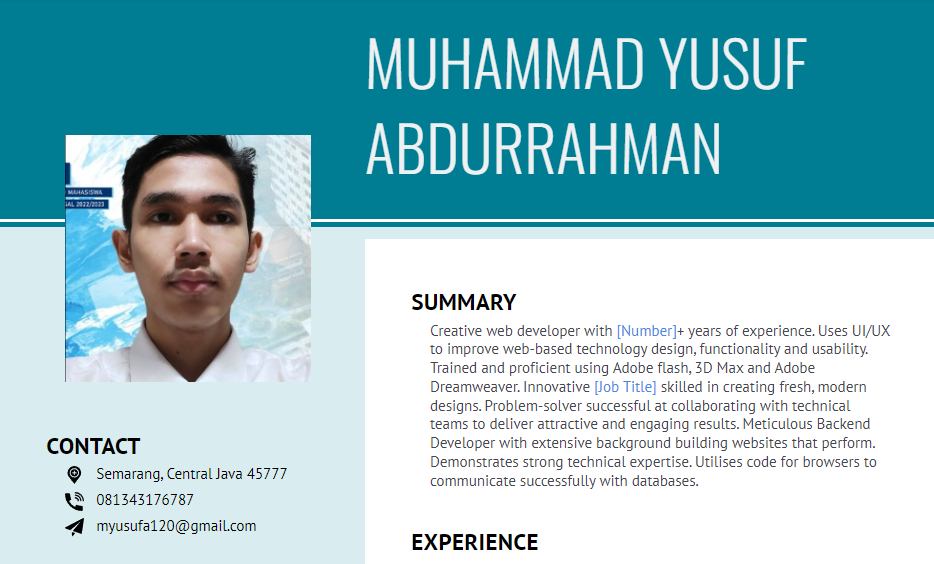 MUHAMMAD YUSUF
ABDURRAHMAN
MAHASISWA
2022/2023
CONTACT
Semarang, Central Java 45777
081343176787
myusufa120@gmail.com
SUMMARY
Creative web developer with [Number]+ years of experience. Uses UI/UX
to improve web-based technology design, functionality and usability.
Trained and proficient using Adobe flash, 3D Max and Adobe
Dreamweaver. Innovative [Job Title] skilled in creating fresh, modern
designs. Problem-solver successful at collaborating with technical
teams to deliver attractive and engaging results. Meticulous Backend
Developer with extensive background building websites that perform.
Demonstrates strong technical expertise. Utilises code for browsers to
communicate successfully with databases.
EXPERIENCE